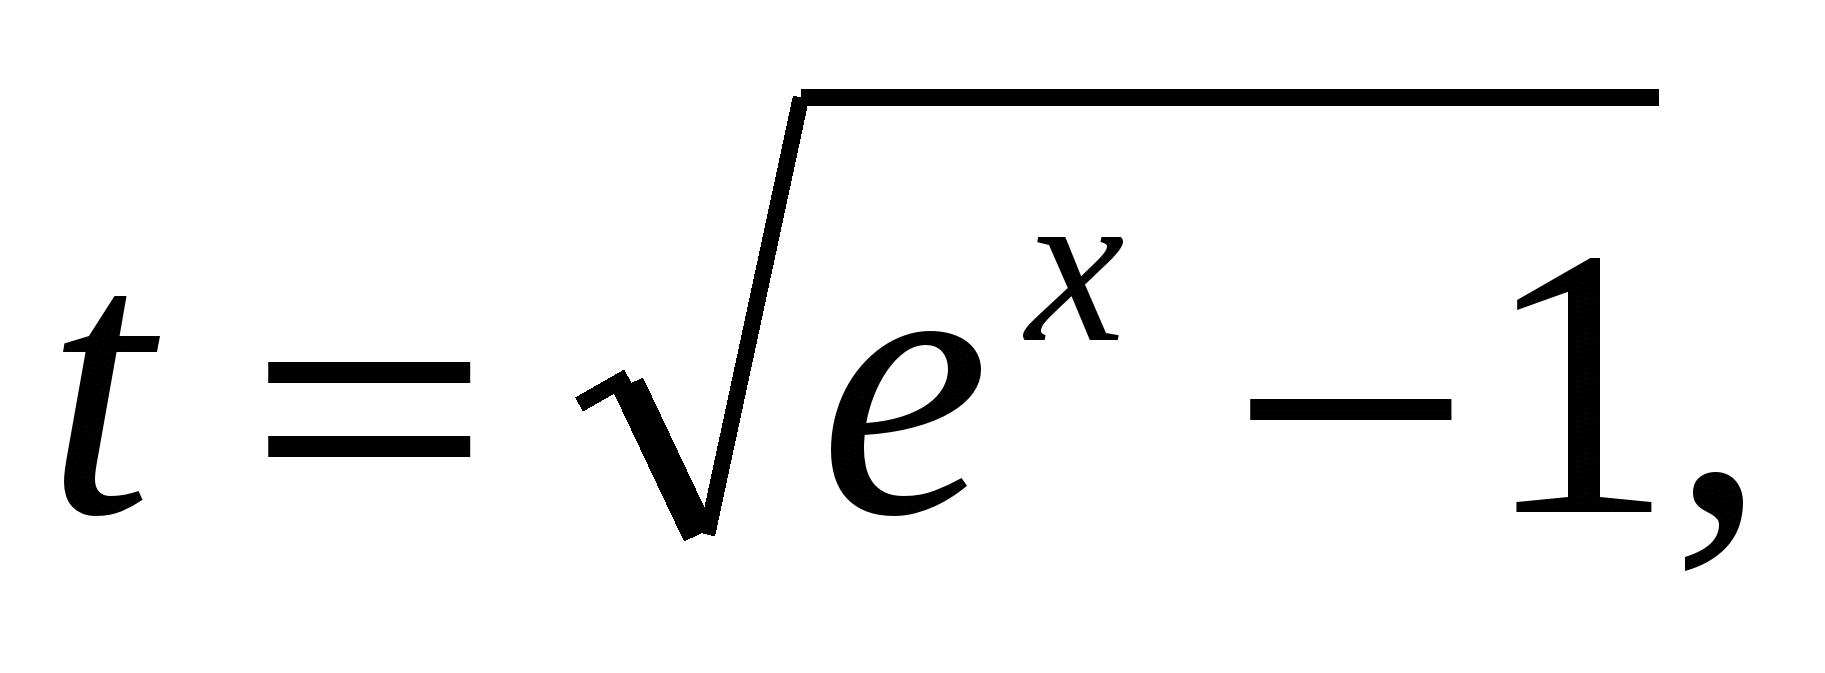 t = √(e^x − 1),